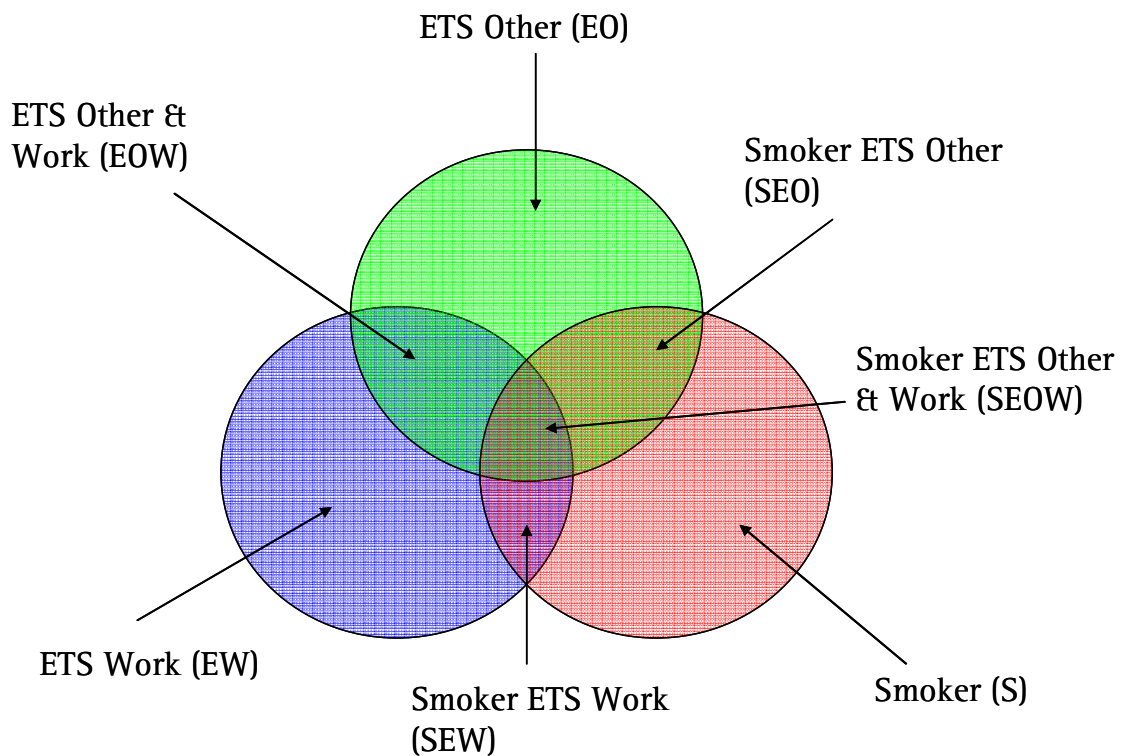 ETS Other (EO)
ETS Other &
Work (EOW)
Smoker ETS Other
(SEO)
Smoker ETS Other
& Work (SEOW)
ETS Work (EW)
Smoker ETS Work
(SEW)
Smoker (S)